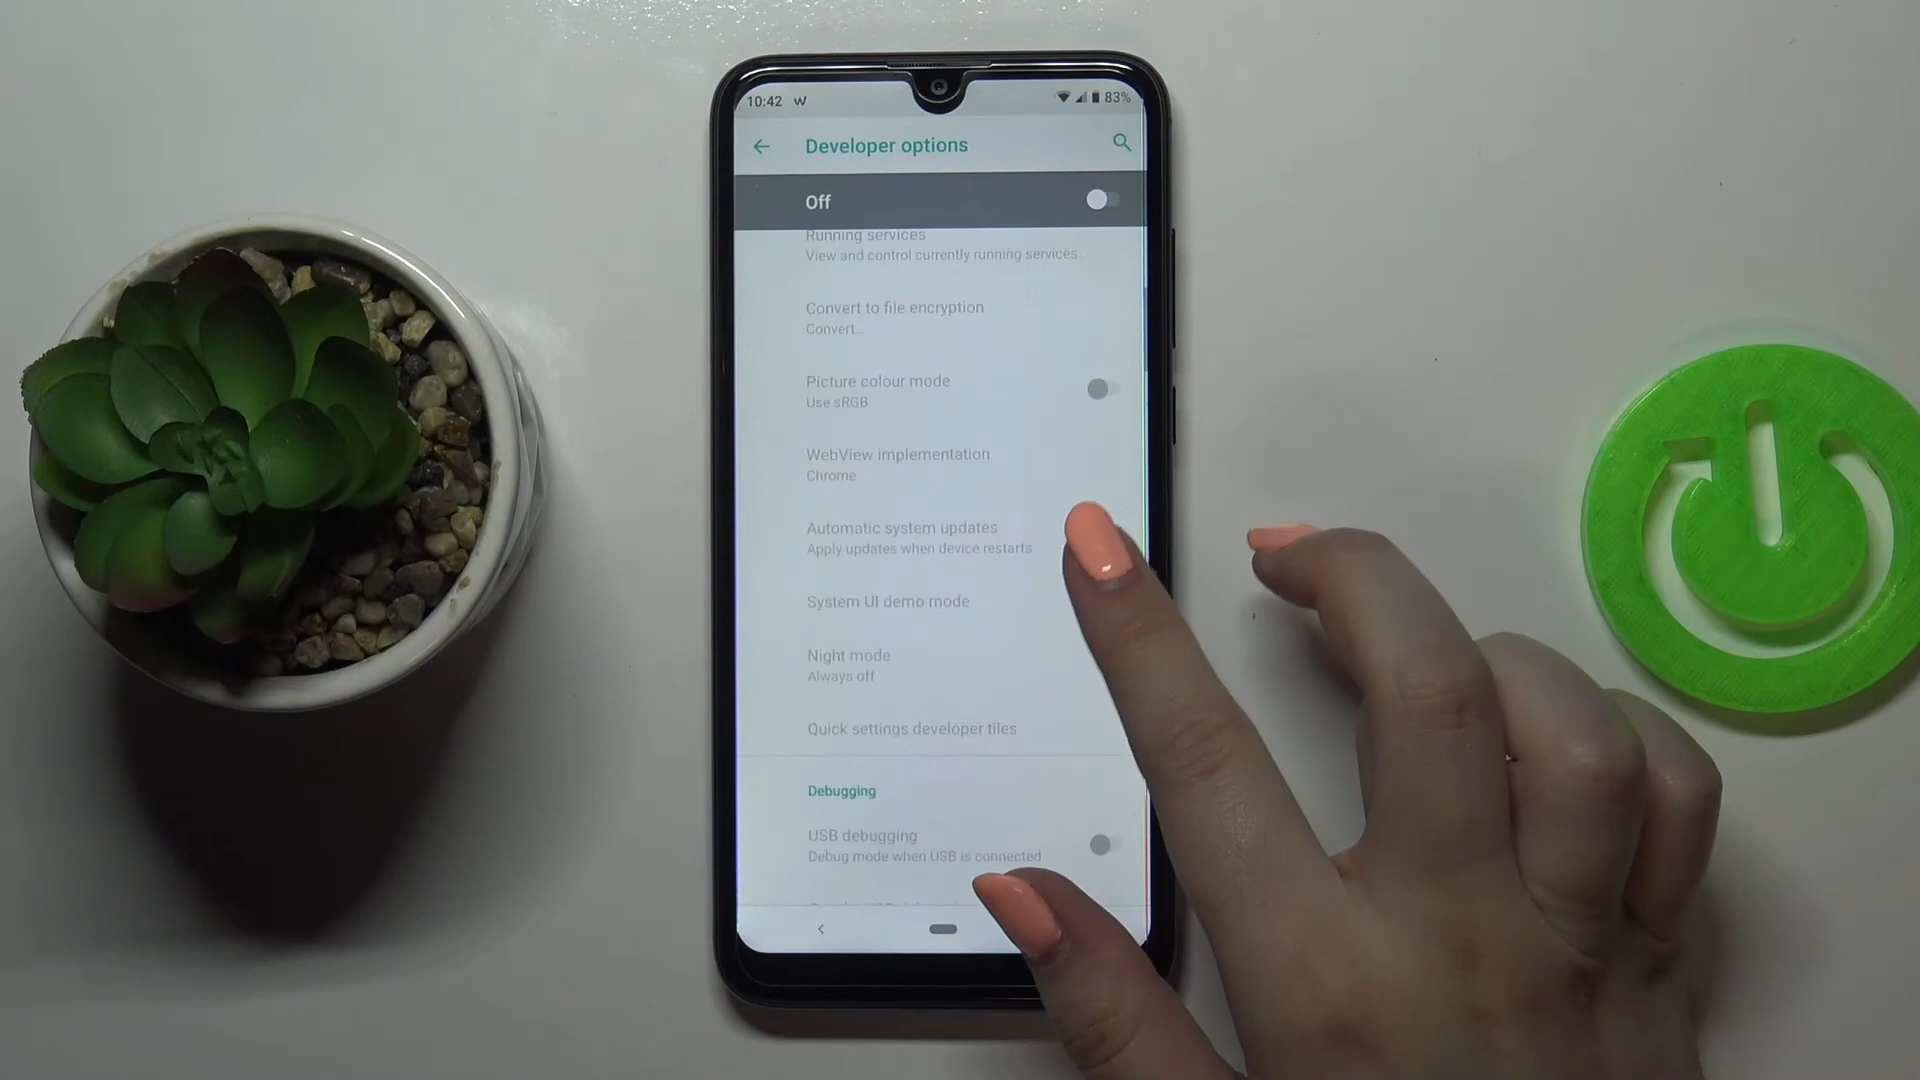 10:42
83%
Developer options
Off
Running services
View and control currently running services
Convert to file encryption
Convert...
Picture colour mode
Use sRGB
WebView implementation
Chrome
Automatic system updates
Apply updates when device restarts
System UI demo mode
Night mode
Always off
Quick settings developer tiles
Debugging
USB debugging
Debug mode when USB is connected